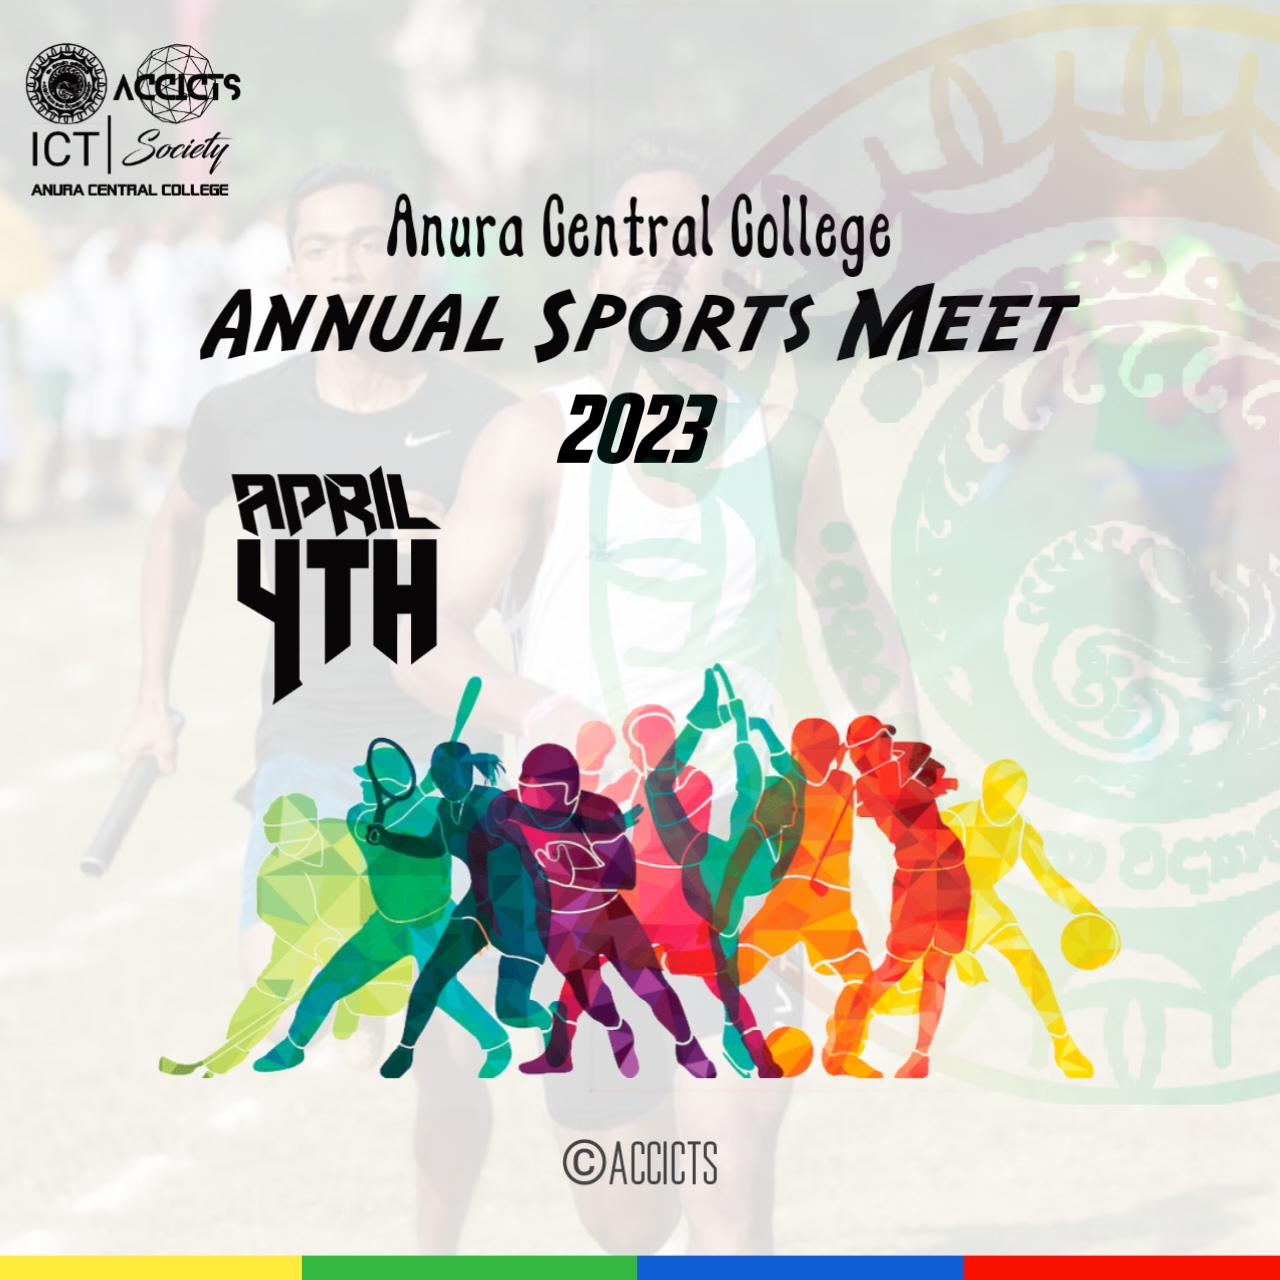 ACCICTS
ICT | Society
ANURA CENTRAL COLLEGE
Anura Central College
ANNUAL SPORTS MEET
2023
APRIL
4TH
©ACCICTS